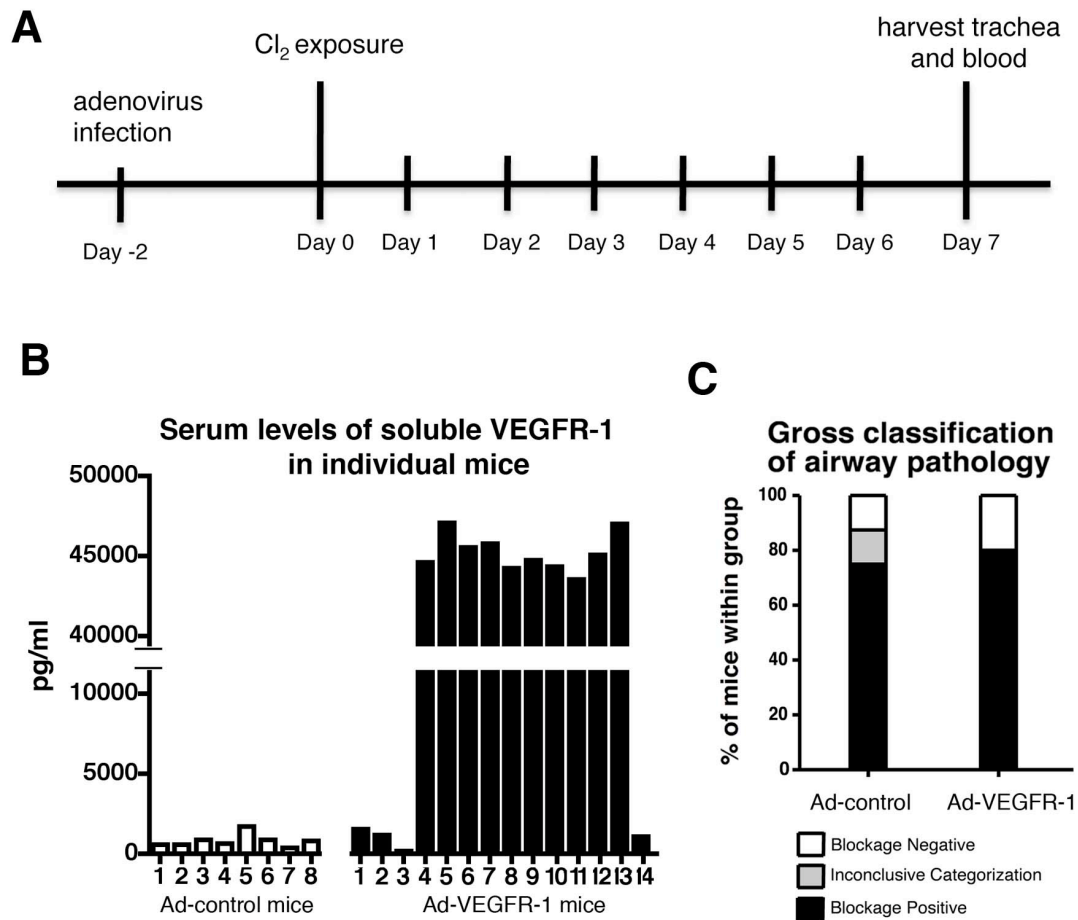 A
Cl₂ exposure
harvest trachea
and blood
adenovirus
infection
Day -2
Day 0
Day 1
Day 2
Day 3
Day 4
Day 5
Day 6
Day 7
B
Serum levels of soluble VEGFR-1
in individual mice
pg/ml
50000
45000
40000
10000
5000
0
1 2 3 4 5 6 7 8
Ad-control mice
1 2 3 4 5 6 7 8 9 10 11 12 13 14
Ad-VEGFR-1 mice
C
Gross classification
of airway pathology
% of mice within group
100
80
60
40
20
0
Ad-control
Ad-VEGFR-1
Blockage Negative
Inconclusive Categorization
Blockage Positive